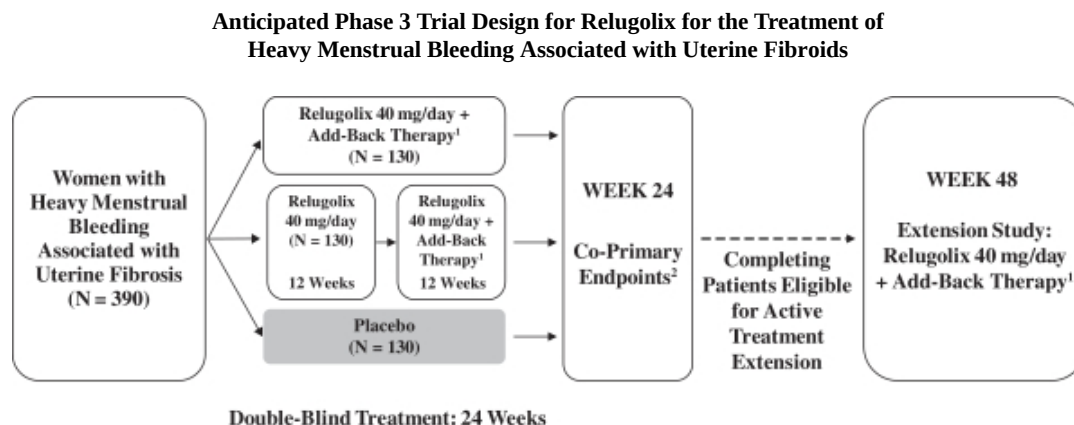 Anticipated Phase 3 Trial Design for Relugolix for the Treatment of
Heavy Menstrual Bleeding Associated with Uterine Fibroids
Women with
Heavy Menstrual
Bleeding
Associated with
Uterine Fibrosis
(N = 390)
Relugolix 40 mg/day +
Add-Back Therapy¹
(N = 130)
Relugolix
40 mg/day
(N = 130)
12 Weeks
Relugolix
40 mg/day +
Add-Back
Therapy¹
12 Weeks
Placebo
(N = 130)
WEEK 24
Co-Primary
Endpoints²
Completing
Patients Eligible
for Active
Treatment
Extension
WEEK 48
Extension Study:
Relugolix 40 mg/day
+ Add-Back Therapy¹
Double-Blind Treatment: 24 Weeks